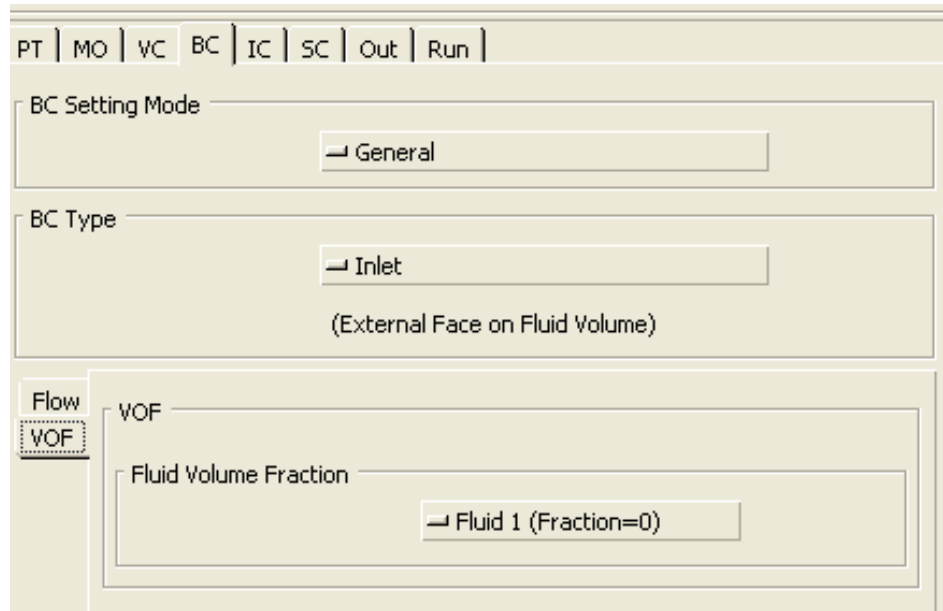 PT MO VC BC IC SC Out Run
BC Setting Mode
General
BC Type
Inlet
(External Face on Fluid Volume)
Flow
VOF
VOF
Fluid Volume Fraction
Fluid 1 (Fraction=0)